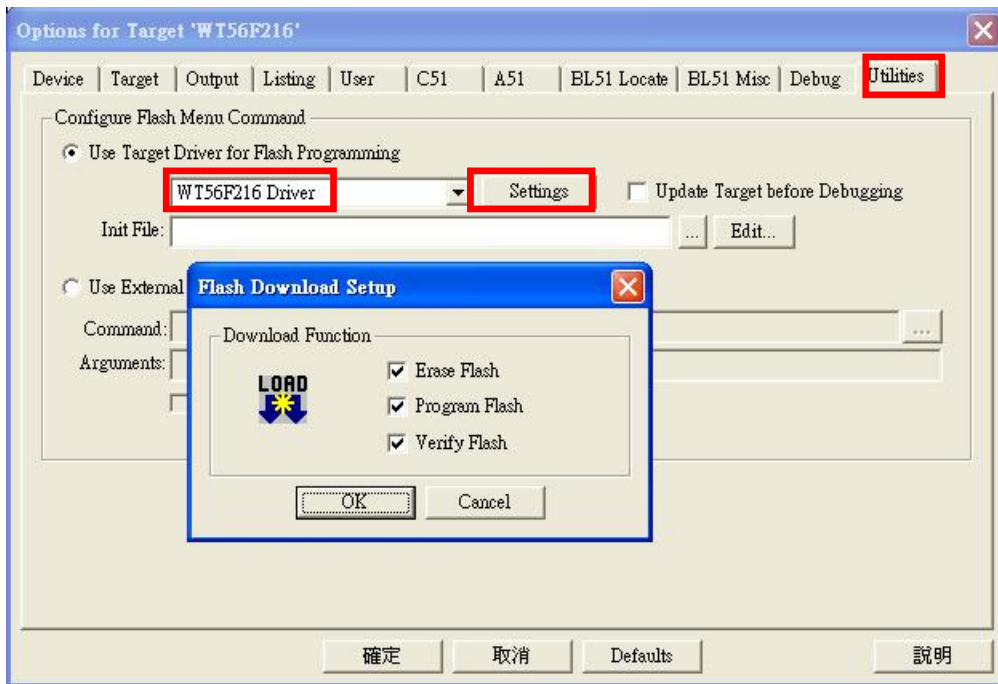 Options for Target 'WT56F216'
Device Target Output Listing User C51 A51 BL51 Locate BL51 Misc Debug Utilities
Configure Flash Menu Command
Use Target Driver for Flash Programming
WT56F216 Driver Settings Update Target before Debugging
Init File: ... Edit...
Use External
Flash Download Setup
Command: ...
Arguments:
Download Function
LOAD
Erase Flash
Program Flash
Verify Flash
OK Cancel
確定 取消 Defaults 説明